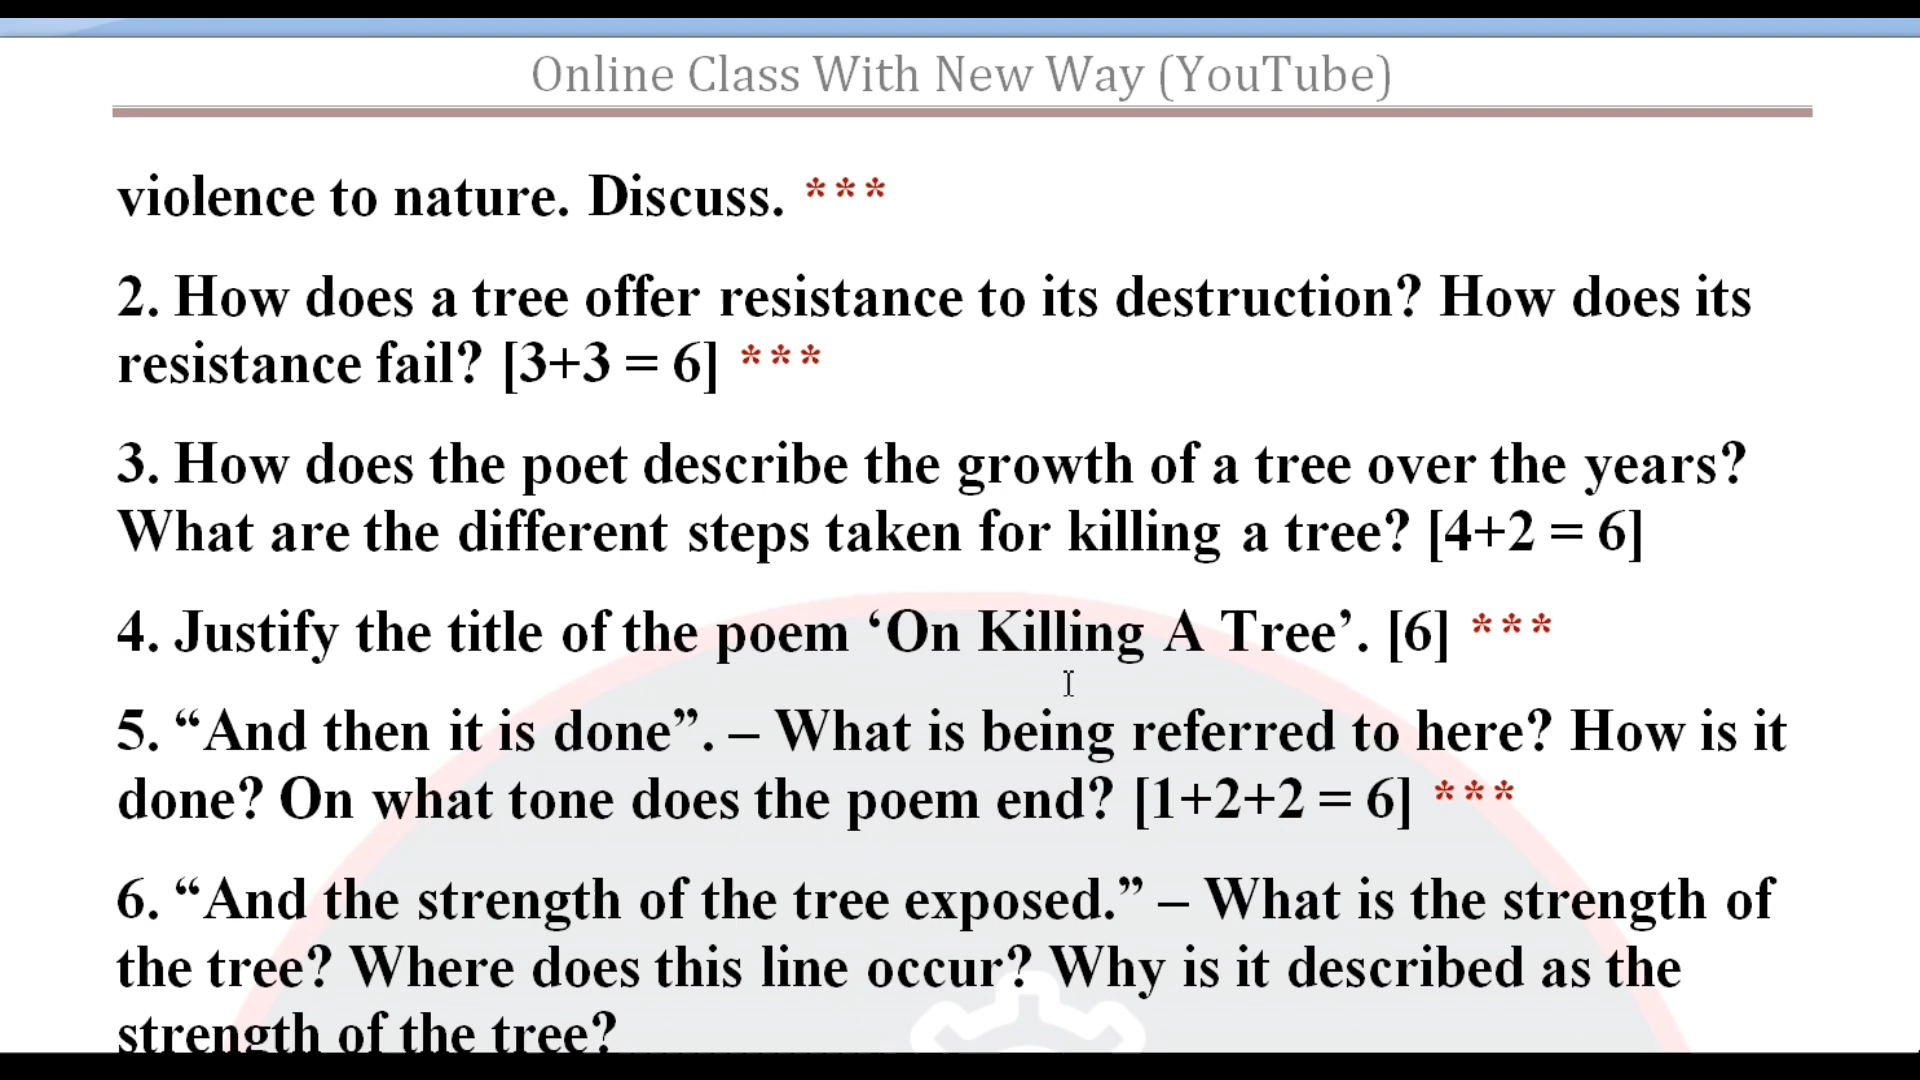 Online Class With New Way (YouTube)
violence to nature. Discuss. ***
2. How does a tree offer resistance to its destruction? How does its
resistance fail? [3+3 = 6] ***
3. How does the poet describe the growth of a tree over the years?
What are the different steps taken for killing a tree? [4+2 = 6]
4. Justify the title of the poem ‘On Killing A Tree’. [6] ***
5. “And then it is done”. – What is being referred to here? How is it
done? On what tone does the poem end? [1+2+2 = 6] ***
6. “And the strength of the tree exposed.” – What is the strength of
the tree? Where does this line occur? Why is it described as the
strength of the tree?